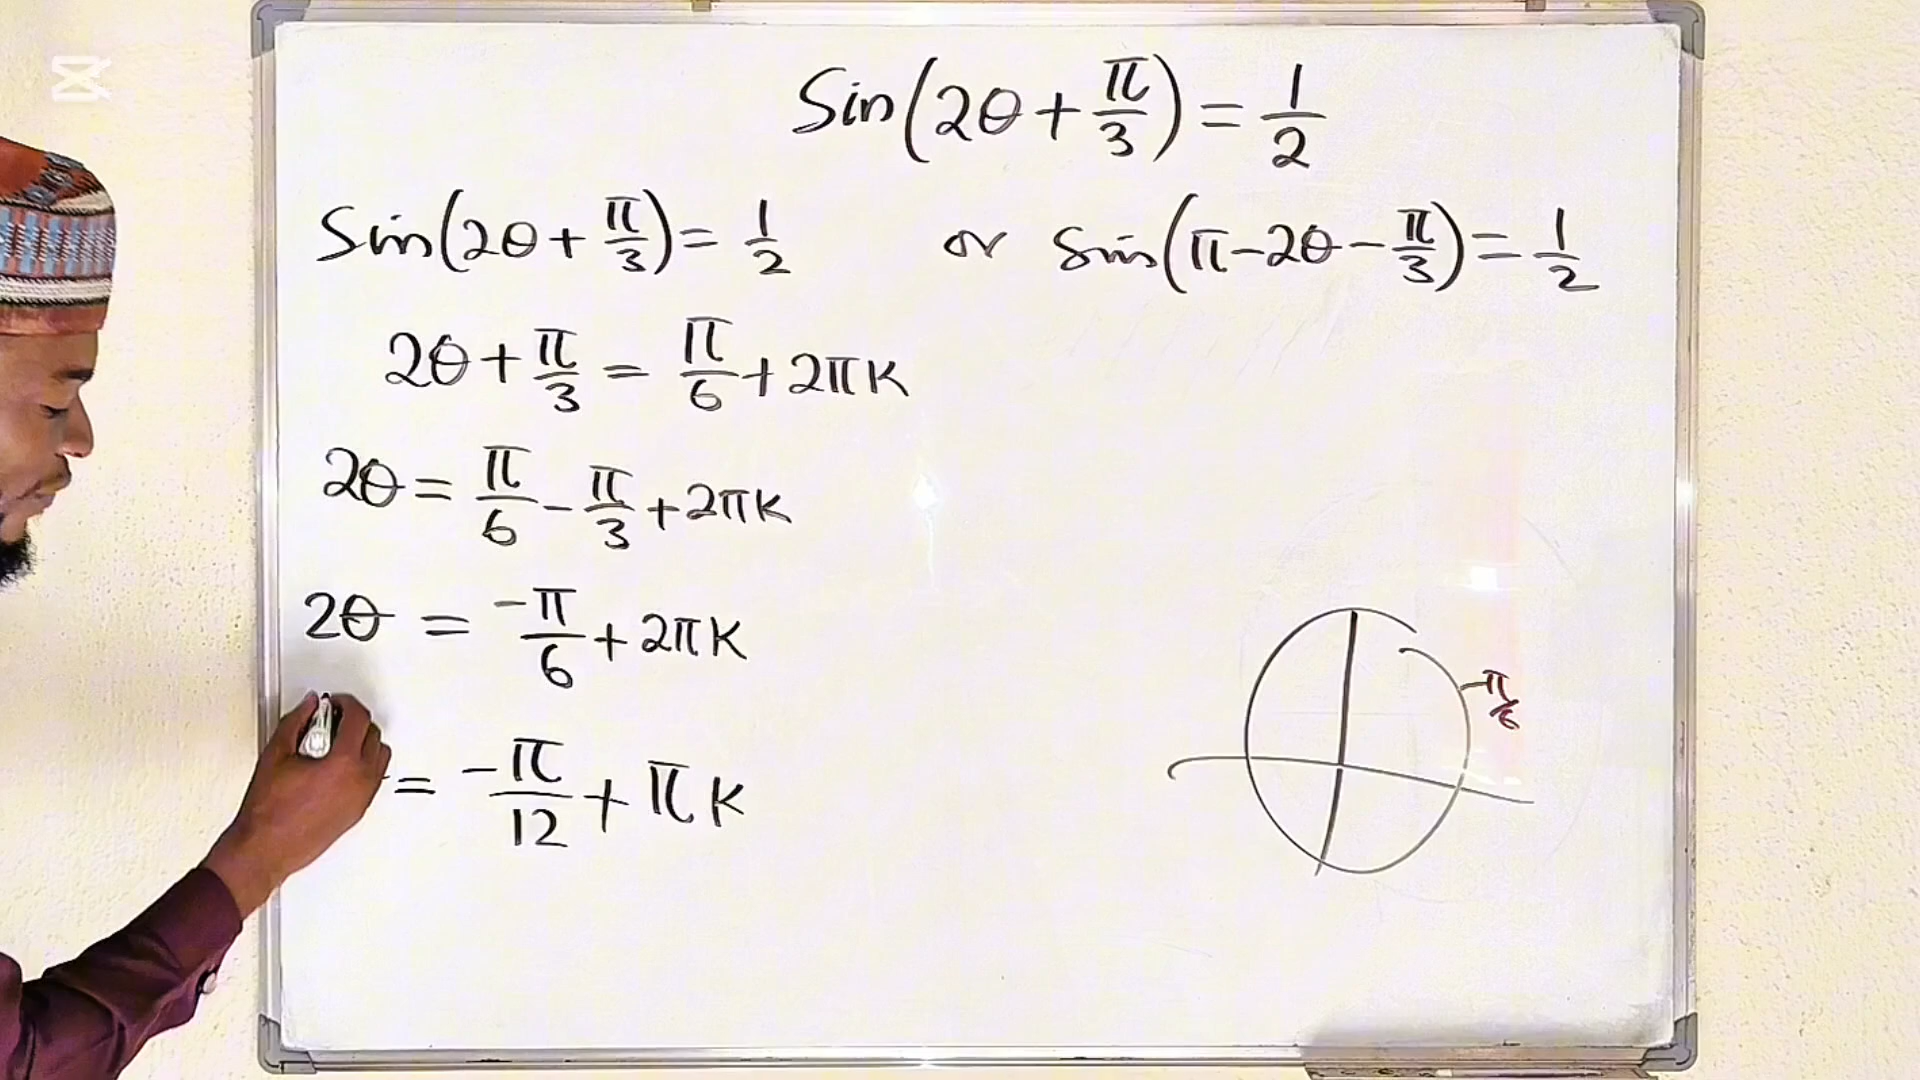 Sin(2θ + π/3) = 1/2
Sin(2θ + π/3) = 1/2 or Sin(π - 2θ - π/3) = 1/2
2θ + π/3 = π/6 + 2πk
2θ = π/6 - π/3 + 2πk
2θ = -π/6 + 2πk
π/6
= -π/12 + πk